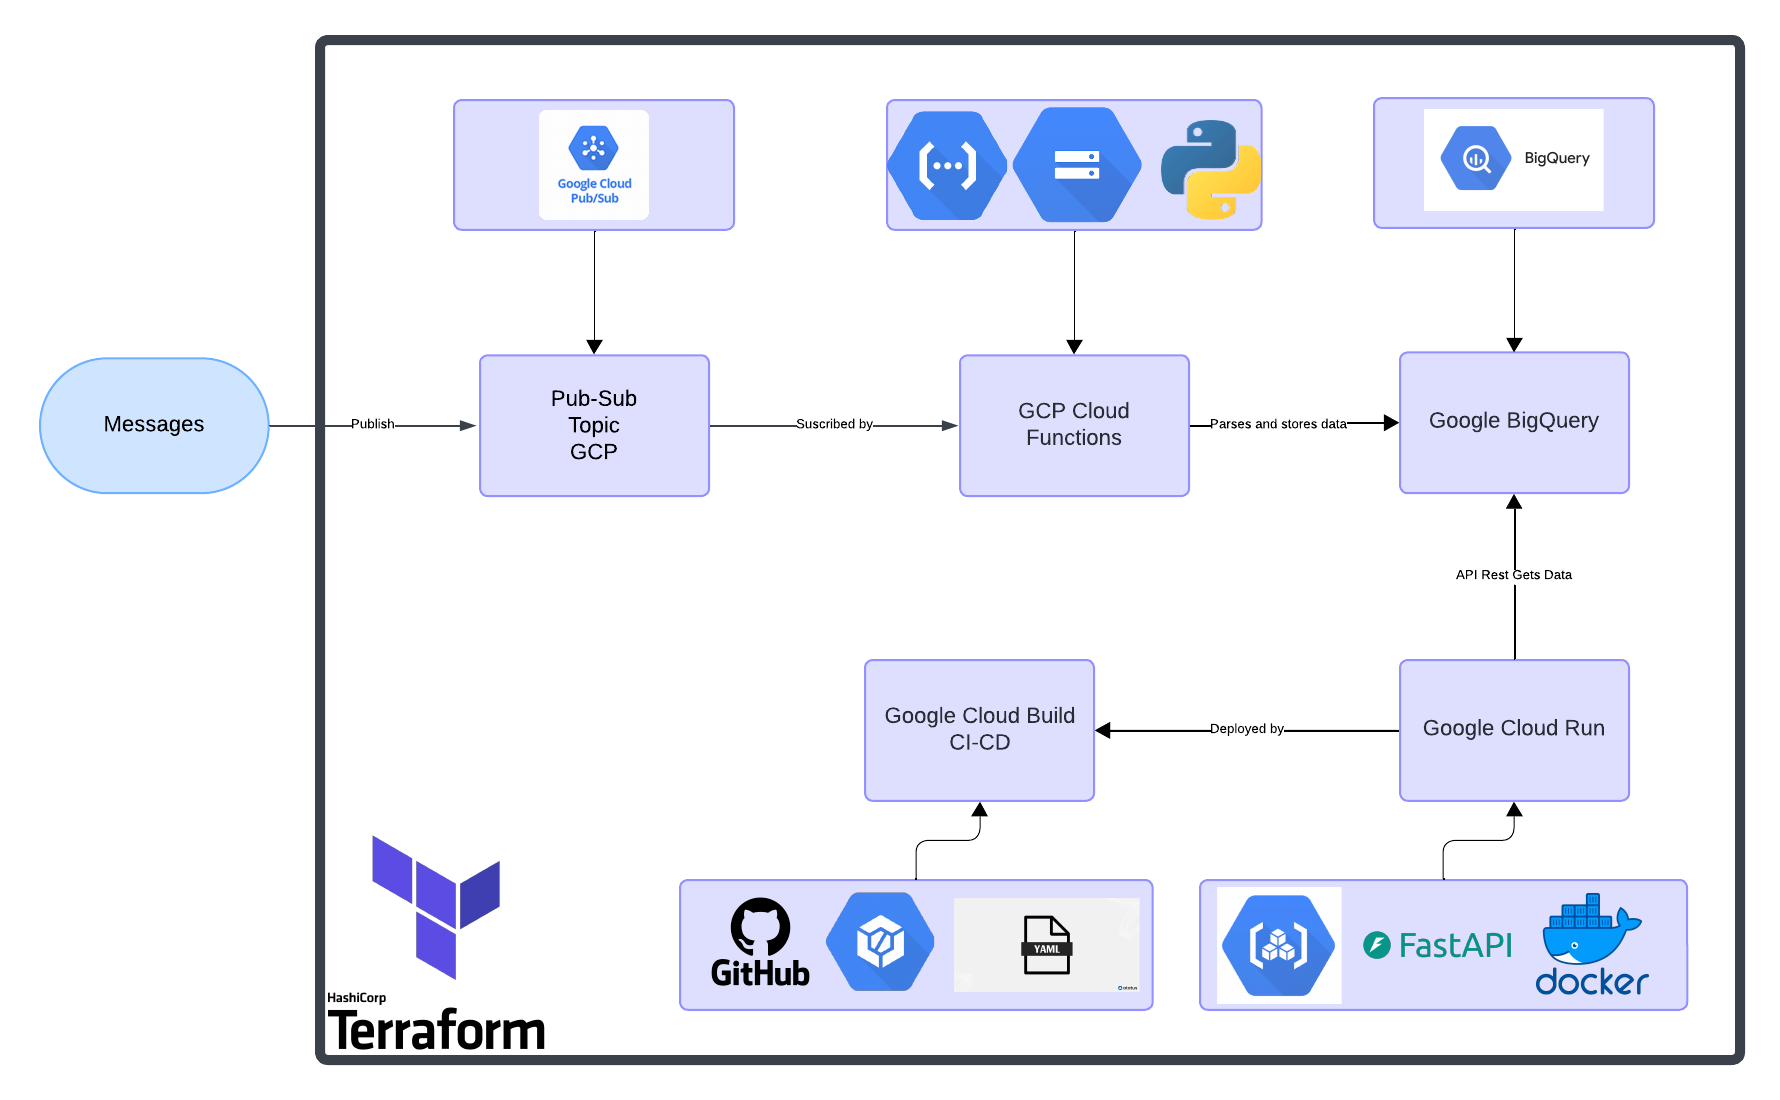 Google Cloud
Pub/Sub
BigQuery
Messages
Publish
Pub-Sub
Topic
GCP
Suscribed by
GCP Cloud
Functions
Parses and stores data
Google BigQuery
API Rest Gets Data
Google Cloud Build
CI-CD
Deployed by
Google Cloud Run
GitHub
YAML
FastAPI
docker
HashiCorp
Terraform